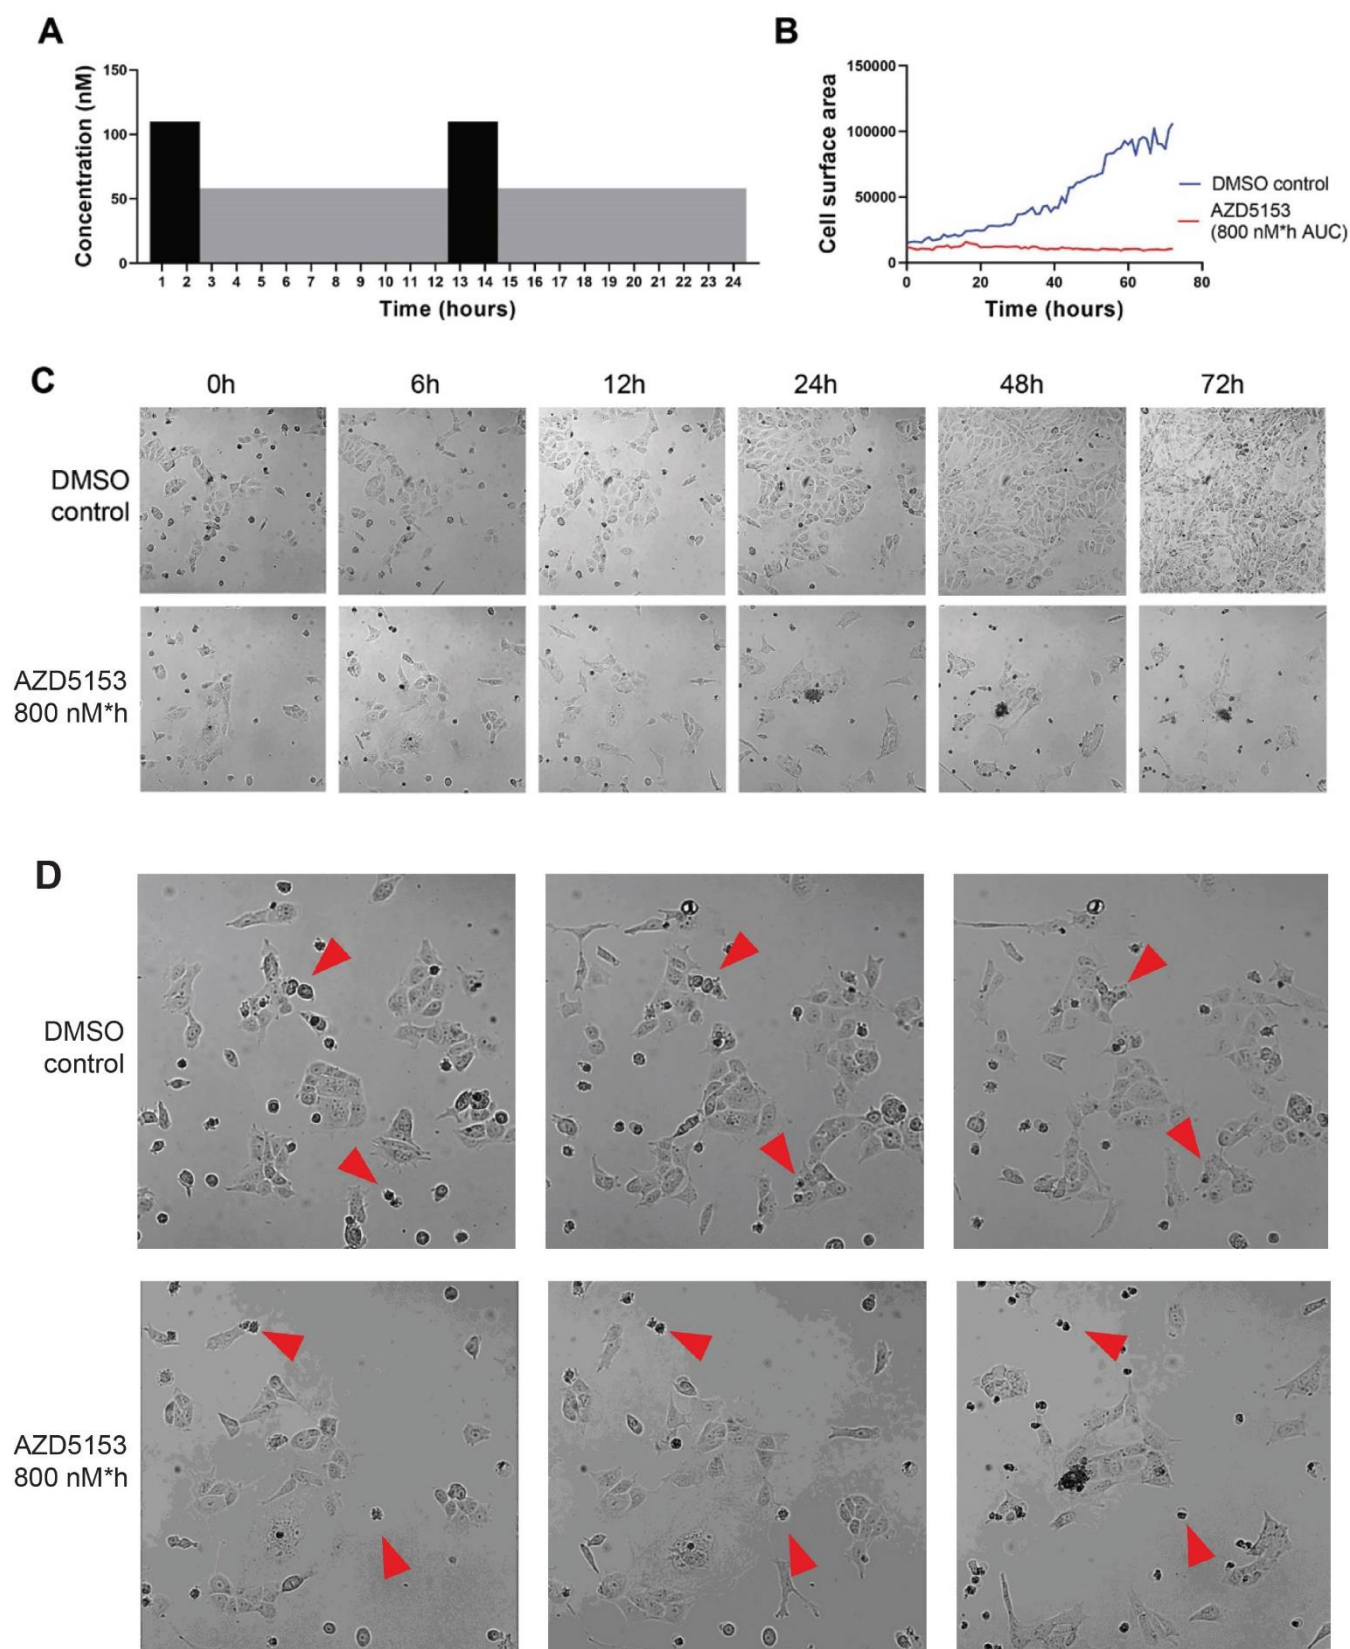 A
Concentration (nM)
150
100
50
0
1 2 3 4 5 6 7 8 9 10 11 12 13 14 15 16 17 18 19 20 21 22 23 24
Time (hours)
B
Cell surface area
150000
100000
50000
0
0 20 40 60 80
Time (hours)
DMSO control
AZD5153
(800 nM*h AUC)
C
0h 6h 12h 24h 48h 72h
DMSO
control
AZD5153
800 nM*h
D
DMSO
control
AZD5153
800 nM*h